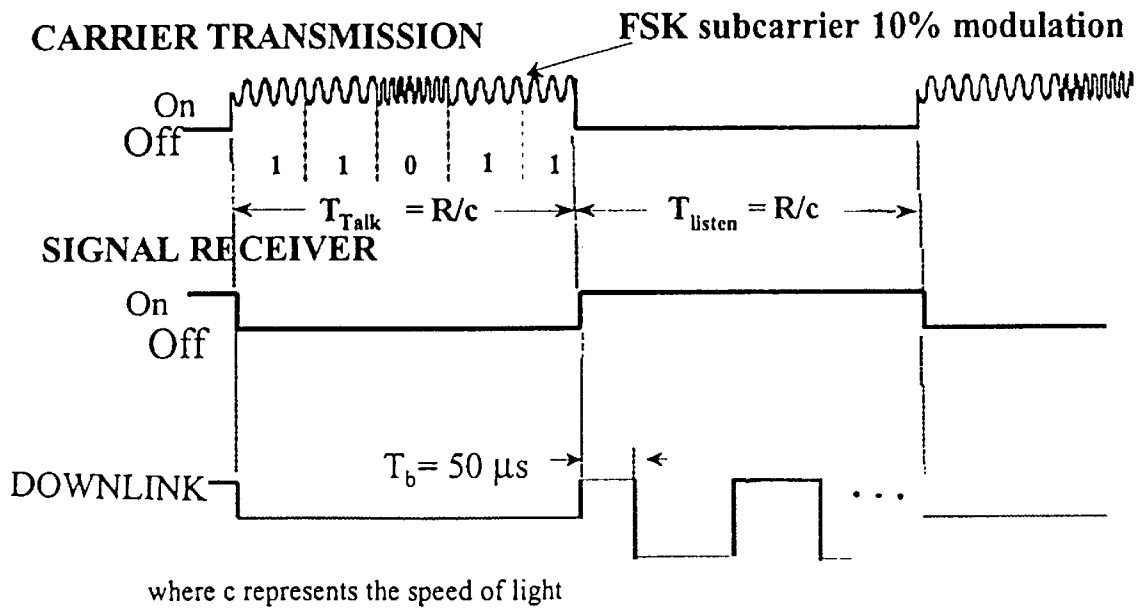 CARRIER TRANSMISSION
FSK subcarrier 10% modulation
On
Off
1 1 0 1 1
T_Talk = R/c
T_listen = R/c
SIGNAL RECEIVER
On
Off
T_b = 50 μs
DOWNLINK
...
where c represents the speed of light